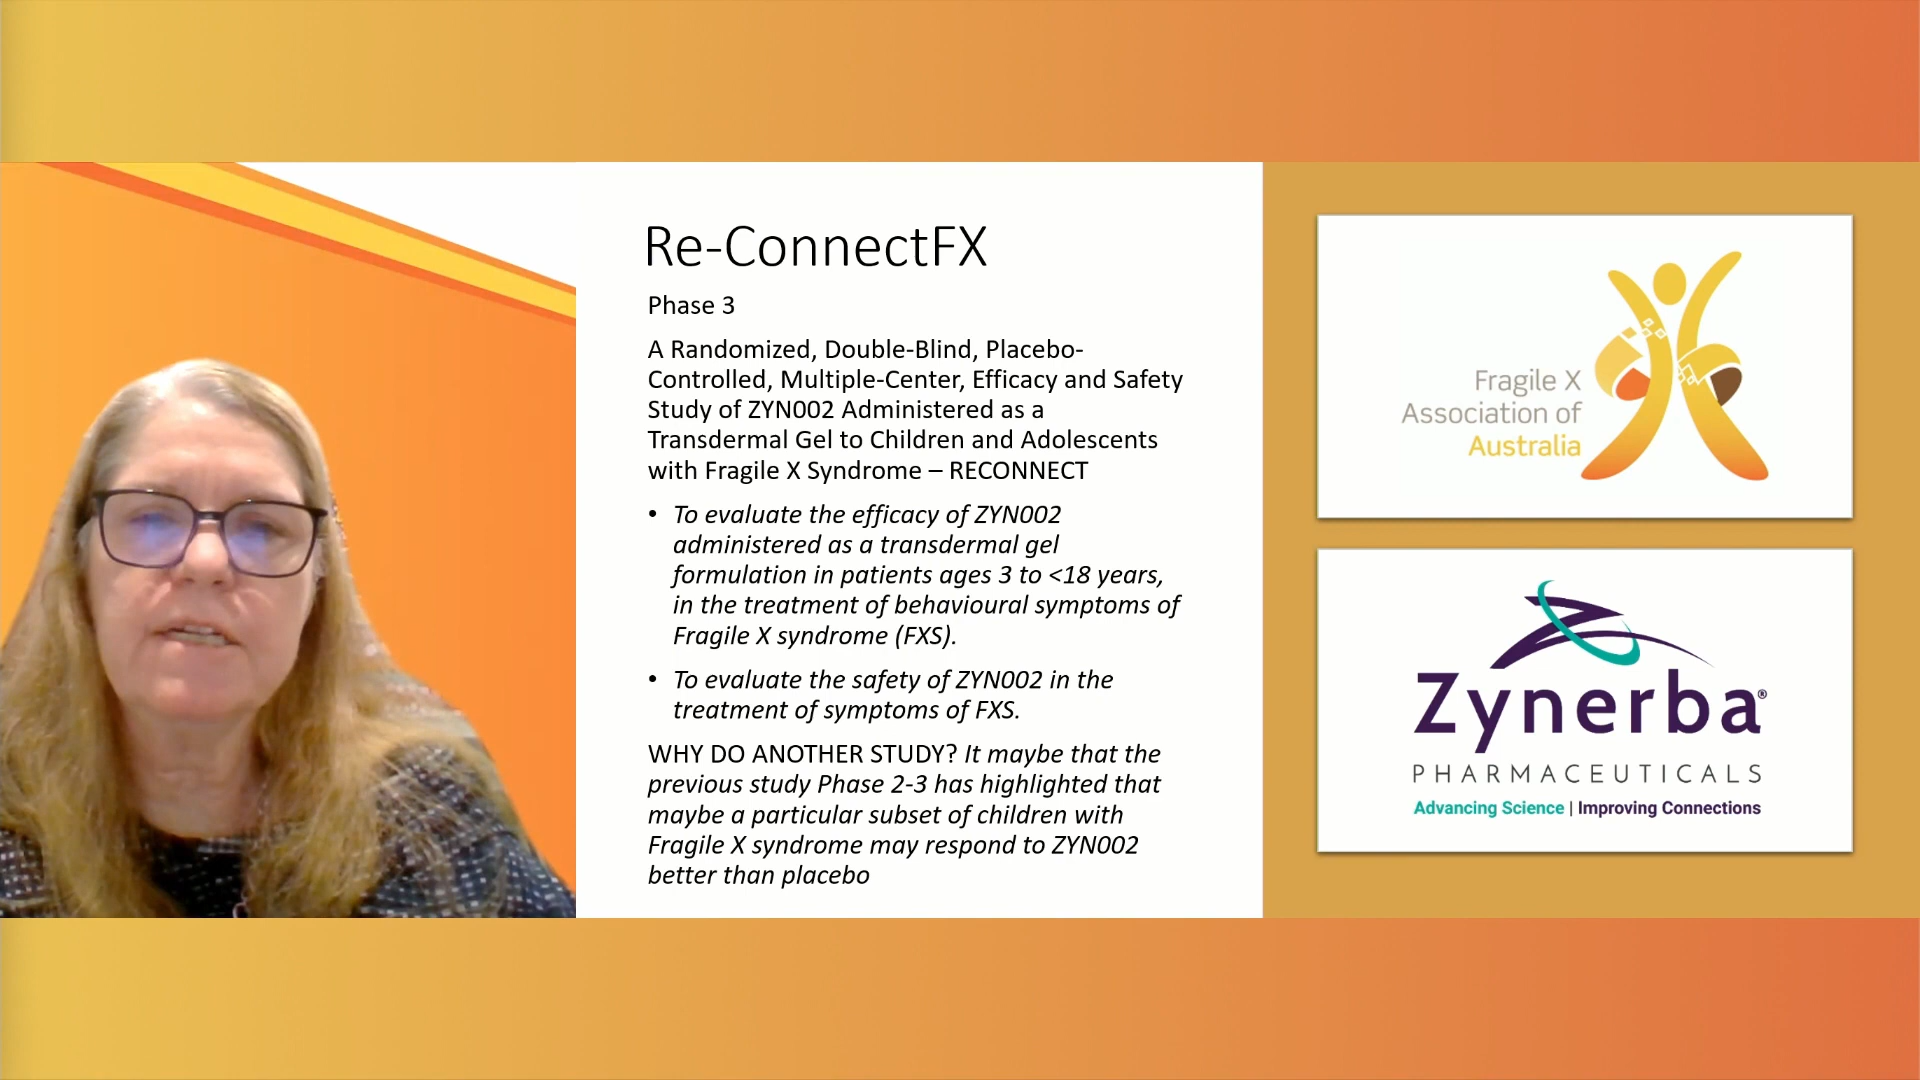 Re-ConnectFX
Phase 3
A Randomized, Double-Blind, Placebo-
Controlled, Multiple-Center, Efficacy and Safety
Study of ZYN002 Administered as a
Transdermal Gel to Children and Adolescents
with Fragile X Syndrome – RECONNECT
• To evaluate the efficacy of ZYN002
administered as a transdermal gel
formulation in patients ages 3 to <18 years,
in the treatment of behavioural symptoms of
Fragile X syndrome (FXS).
• To evaluate the safety of ZYN002 in the
treatment of symptoms of FXS.
WHY DO ANOTHER STUDY? It maybe that the
previous study Phase 2-3 has highlighted that
maybe a particular subset of children with
Fragile X syndrome may respond to ZYN002
better than placebo
Fragile X
Association of
Australia
Zynerba®
PHARMACEUTICALS
Advancing Science | Improving Connections